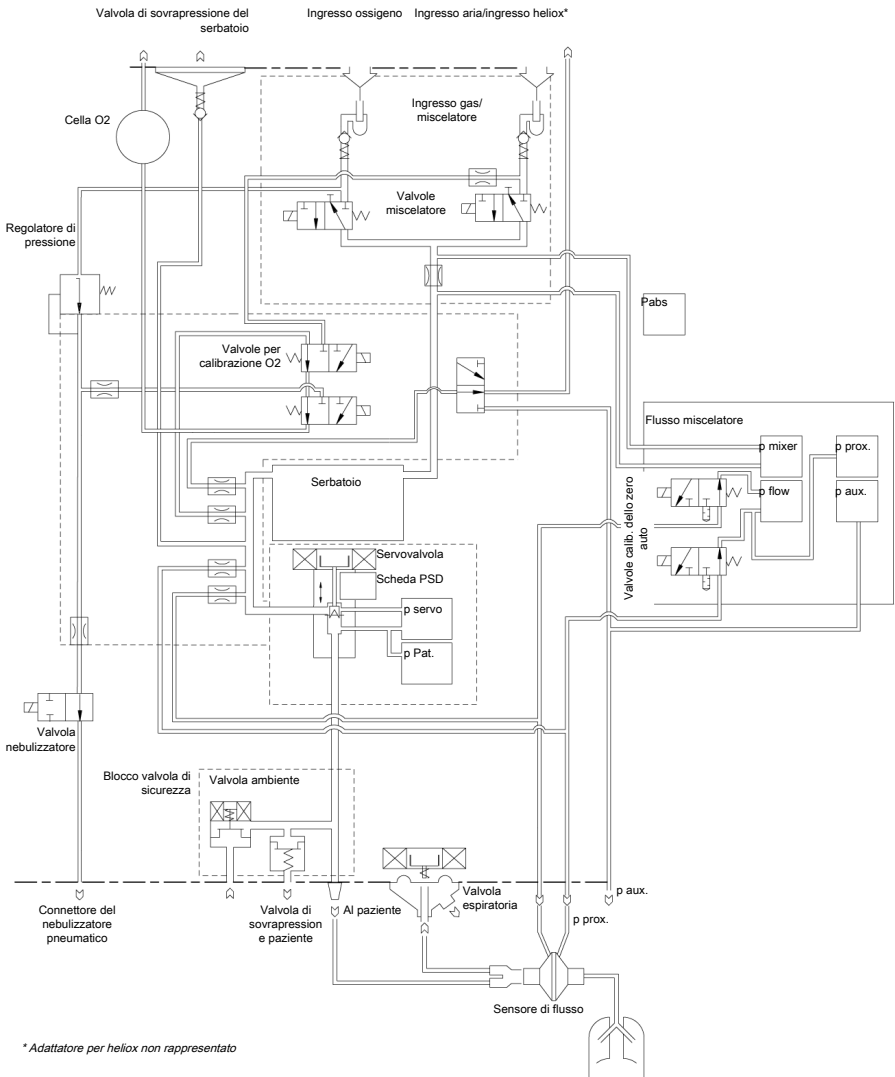 Valvola di sovrapressione del
serbatoio
Ingresso ossigeno
Ingresso aria/ingresso heliox*
Cella O2
Ingresso gas/
miscelatore
Valvole
miscelatore
Regolatore di
pressione
Pabs
Valvole per
calibrazione O2
Flusso miscelatore
p mixer
p prox.
p flow
p aux.
Valvole calib. dello zero
auto
Serbatoio
Servovalvola
Scheda PSD
p servo
p Pat.
Valvola
nebulizzatore
Blocco valvola di
sicurezza
Valvola ambiente
Connettore del
nebulizzatore
pneumatico
Valvola di
sovrapression
e paziente
Al paziente
Valvola
espiratoria
p aux.
p prox.
Sensore di flusso
* Adattatore per heliox non rappresentato